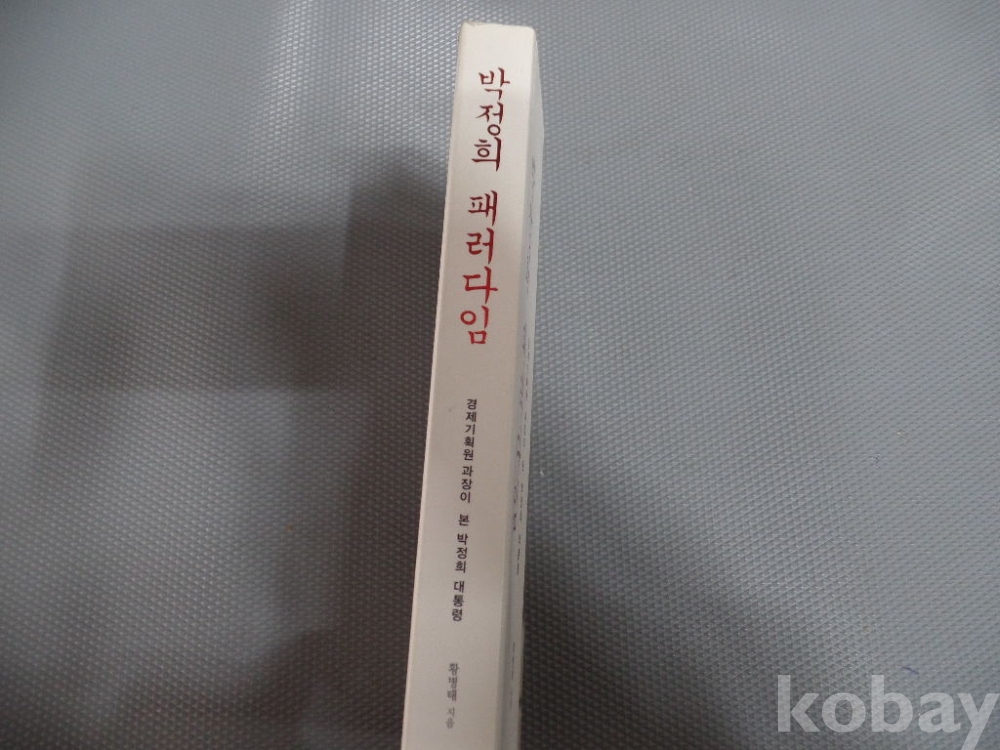 박정희 패러다임
경제기획원 과장이 본 박정희 대통령
황병태 지음
kobay